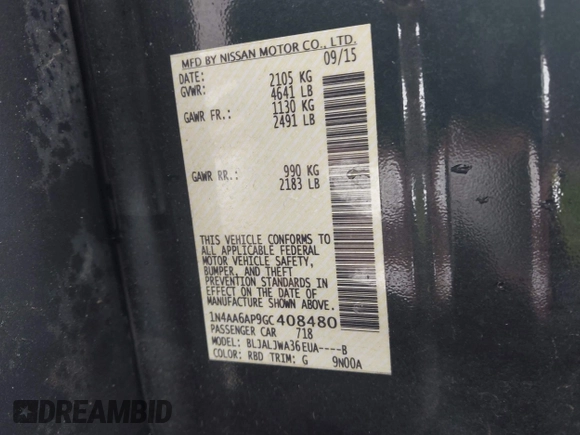 MFD BY NISSAN MOTOR CO., LTD.
DATE: 09/15
GVWR: 2105 KG
4641 LB
GAWR FR.: 1130 KG
2491 LB
GAWR RR.: 990 KG
2183 LB
THIS VEHICLE CONFORMS TO
ALL APPLICABLE FEDERAL
MOTOR VEHICLE SAFETY,
BUMPER, AND THEFT
PREVENTION STANDARDS IN
EFFECT ON THE DATE OF
MANUFACTURE SHOWN ABOVE.
1N4AA6AP9GC408480
PASSENGER CAR 718
MODEL: BLJALJWA36EUA----B
COLOR: RBD TRIM: G 9N00A
DREAMBID